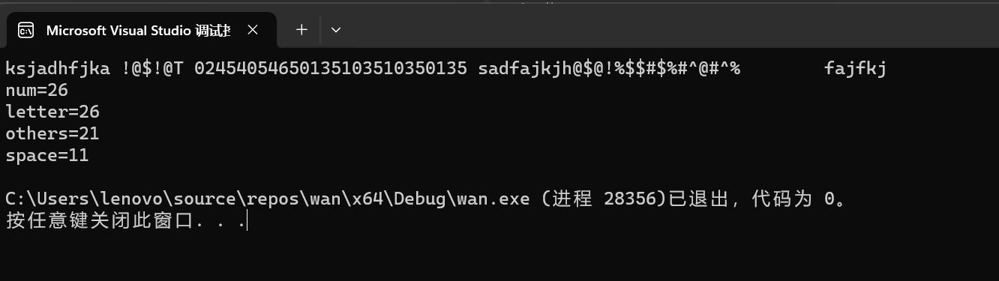 Microsoft Visual Studio 调试
ksjadhfjka !@$!@T 02454054650135103510350135 sadfajkjh@$@!%$$#$%#^@#^%        fajfkj
num=26
letter=26
others=21
space=11
C:\Users\lenovo\source\repos\wan\x64\Debug\wan.exe (进程 28356)已退出，代码为 0。
按任意键关闭此窗口. . .